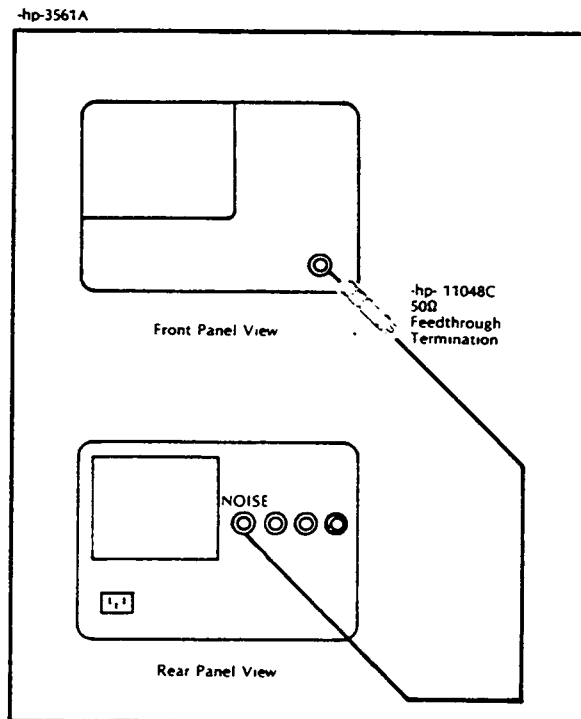 -hp-3561A
-hp- 11048C
50Ω
Feedthrough
Termination
Front Panel View
NOISE
Rear Panel View